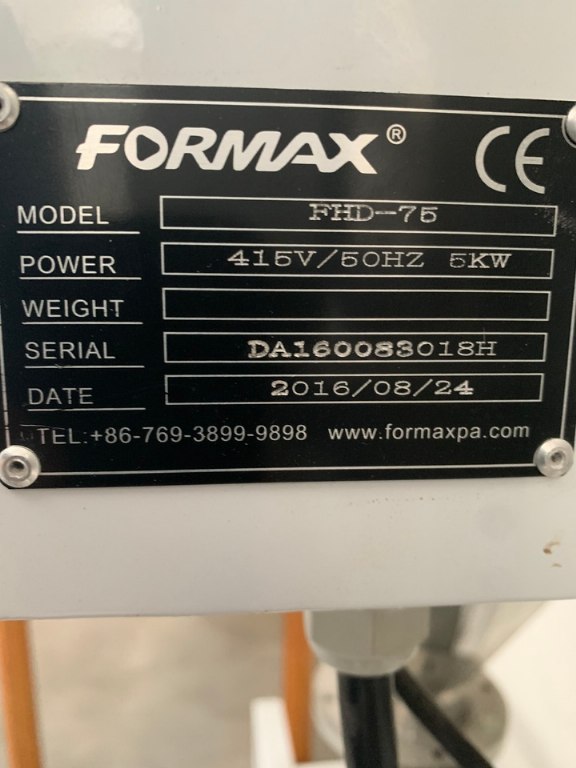 FORMAX® CE
MODEL FHD-75
POWER 415V/50HZ 5KW
WEIGHT
SERIAL DA160083018H
DATE 2016/08/24
TEL:+86-769-3899-9898 www.formaxpa.com